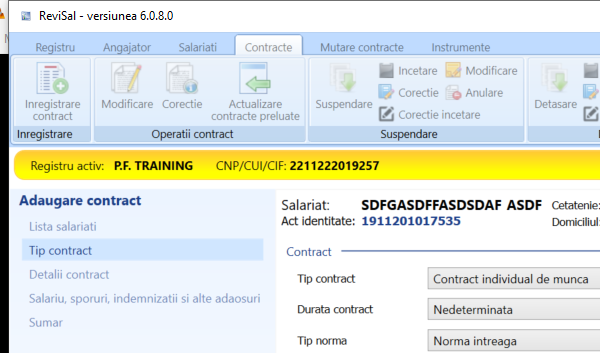 ReviSal - versiunea 6.0.8.0
Registru Angajator Salariati Contracte Mutare contracte Instrumente
Inregistrare contract
Modificare Corectie Actualizare contracte preluate
Suspendare
Incetare Modificare
Corectie Anulare
Corectie incetare
Detasare
Inregistrare Operatii contract Suspendare
Registru activ: P.F. TRAINING CNP/CUI/CIF: 2211222019257
Adaugare contract
Lista salariati
Tip contract
Detalii contract
Salariu, sporuri, indemnizatii si alte adaosuri
Sumar
Salariat: SDFGASDFFASDSDAF ASDF Cetatenie:
Act identitate: 1911201017535 Domiciliul:
Contract
Tip contract Contract individual de munca
Durata contract Nedeterminata
Tip norma Norma intreaga